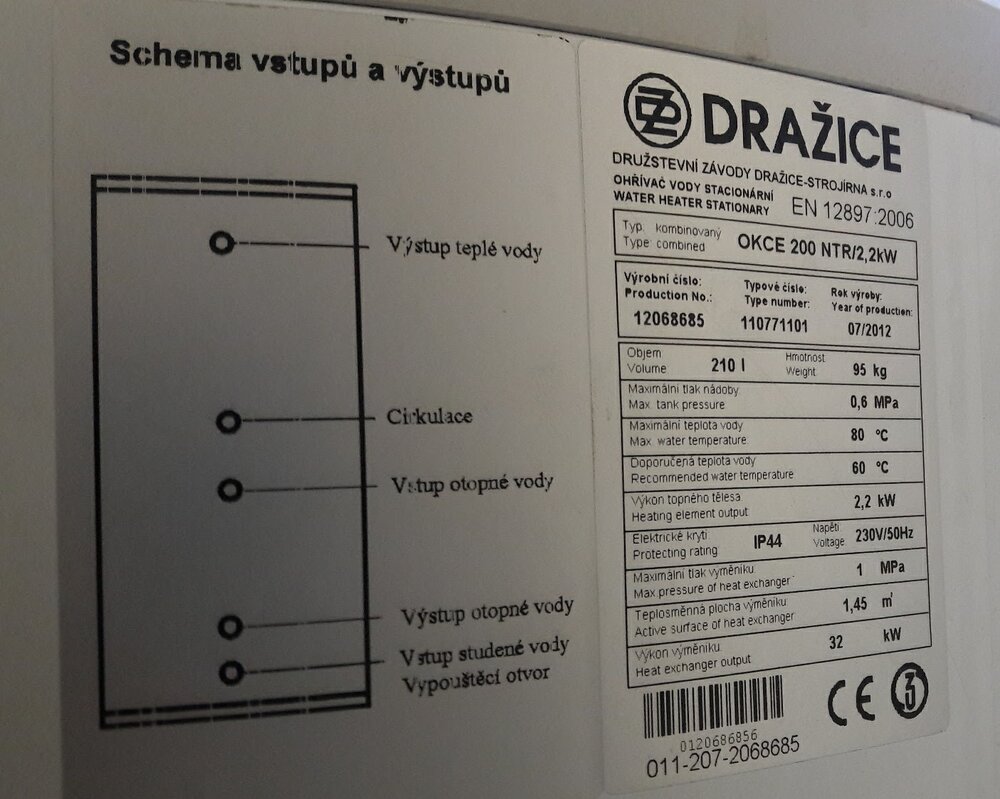 Schema vstupů a výstupů
Výstup teplé vody
Cirkulace
Vstup otopné vody
Výstup otopné vody
Vstup studené vody
Vypouštěcí otvor
DRAŽICE
DRUŽSTEVNÍ ZÁVODY DRAŽICE-STROJÍRNA s.r.o
OHŘÍVAČ VODY STACIONÁRNÍ
WATER HEATER STATIONARY EN 12897:2006
Typ: kombinovaný
Type: combined OKCE 200 NTR/2,2kW
Výrobní číslo: Typové číslo: Rok výroby:
Production No.: Type number: Year of production:
12068685 110771101 07/2012
Objem Hmotnost
Volume 210 l Weight 95 kg
Maximální tlak nádoby
Max. tank pressure 0,6 MPa
Maximální teplota vody
Max. water temperature 80 °C
Doporučená teplota vody
Recommended water temperature 60 °C
Výkon topného tělesa
Heating element output 2,2 kW
Elektrické krytí Napětí
Protecting rating IP44 Voltage 230V/50Hz
Maximální tlak výměníku
Max pressure of heat exchanger 1 MPa
Teplosměnná plocha výměníku
Active surface of heat exchanger 1,45 m²
Výkon výměníku
Heat exchanger output 32 kW
CE
0120686856
011-207-2068685